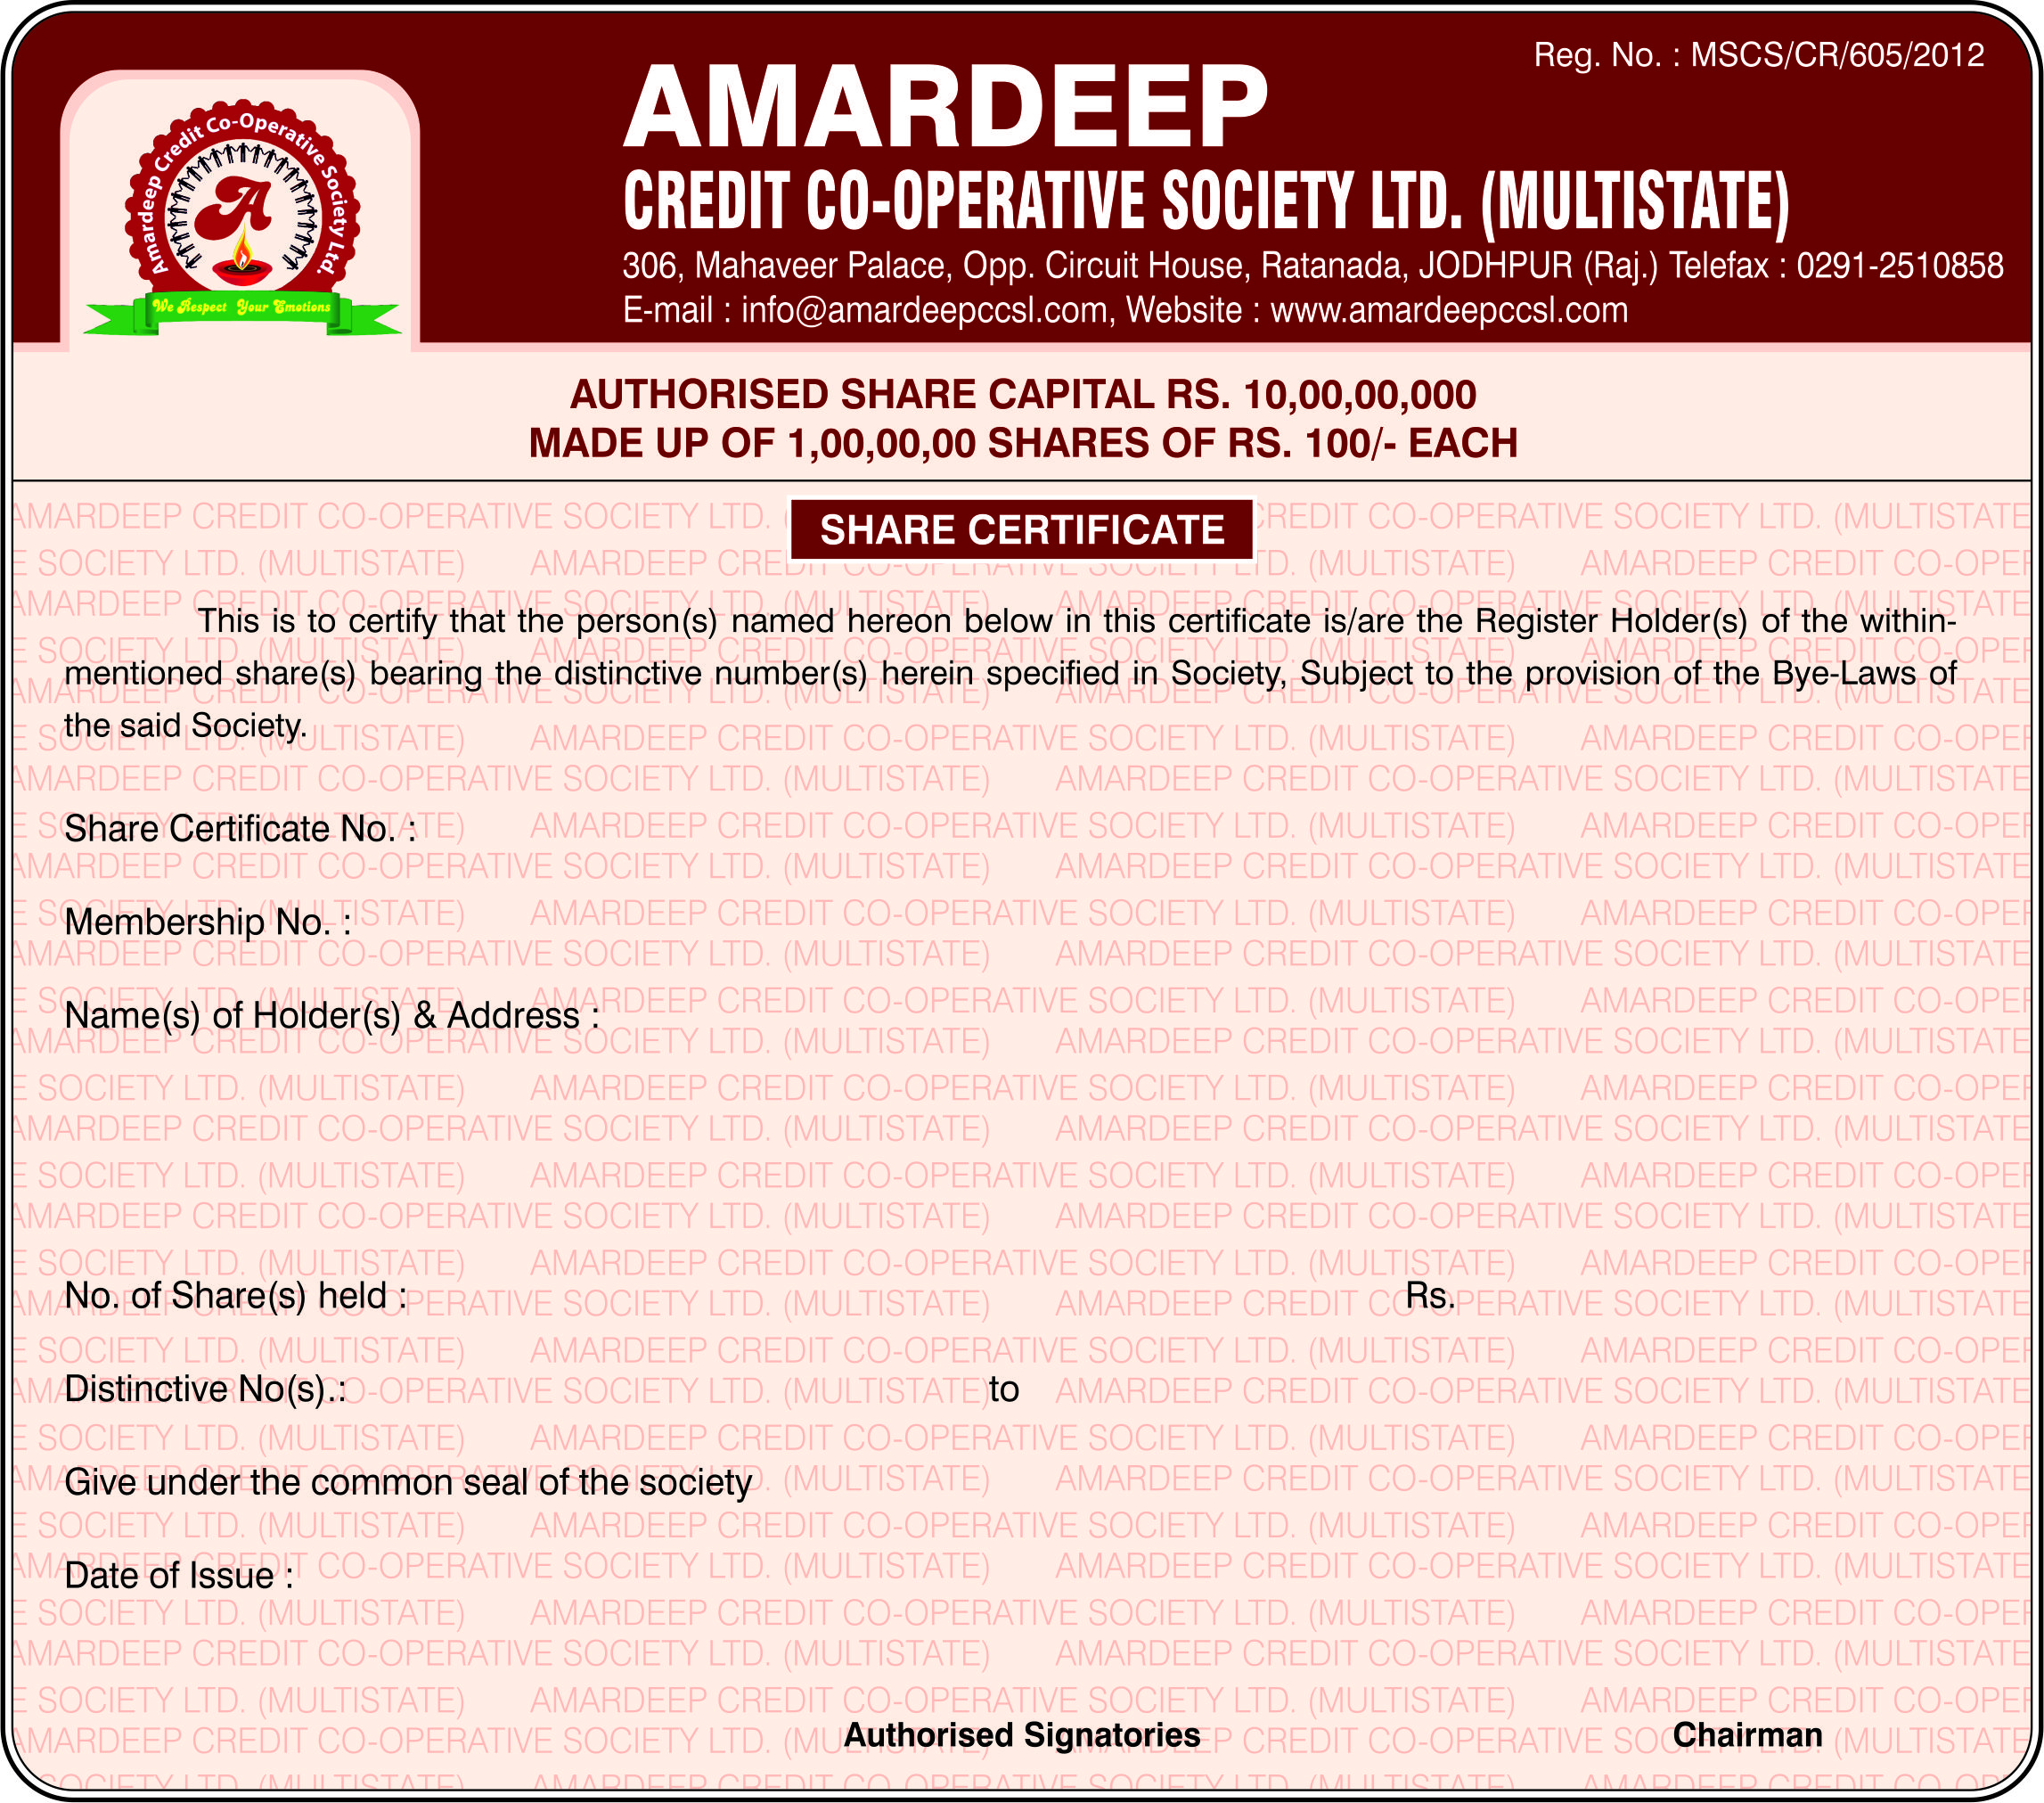 Reg. No. : MSCS/CR/605/2012
Amardeep Credit Co-Operative Society Ltd.
A
We Respect Your Emotions
AMARDEEP
CREDIT CO-OPERATIVE SOCIETY LTD. (MULTISTATE)
306, Mahaveer Palace, Opp. Circuit House, Ratanada, JODHPUR (Raj.) Telefax : 0291-2510858
E-mail : info@amardeepccsl.com, Website : www.amardeepccsl.com
AUTHORISED SHARE CAPITAL RS. 10,00,00,000
MADE UP OF 1,00,00,00 SHARES OF RS. 100/- EACH
SHARE CERTIFICATE
This is to certify that the person(s) named hereon below in this certificate is/are the Register Holder(s) of the within-
mentioned share(s) bearing the distinctive number(s) herein specified in Society, Subject to the provision of the Bye-Laws of
the said Society.
Share Certificate No. :
Membership No. :
Name(s) of Holder(s) & Address :
No. of Share(s) held : Rs.
Distinctive No(s).: to
Give under the common seal of the society
Date of Issue :
Authorised Signatories Chairman
AMARDEEP CREDIT CO-OPERATIVE SOCIETY LTD. (MULTISTATE)